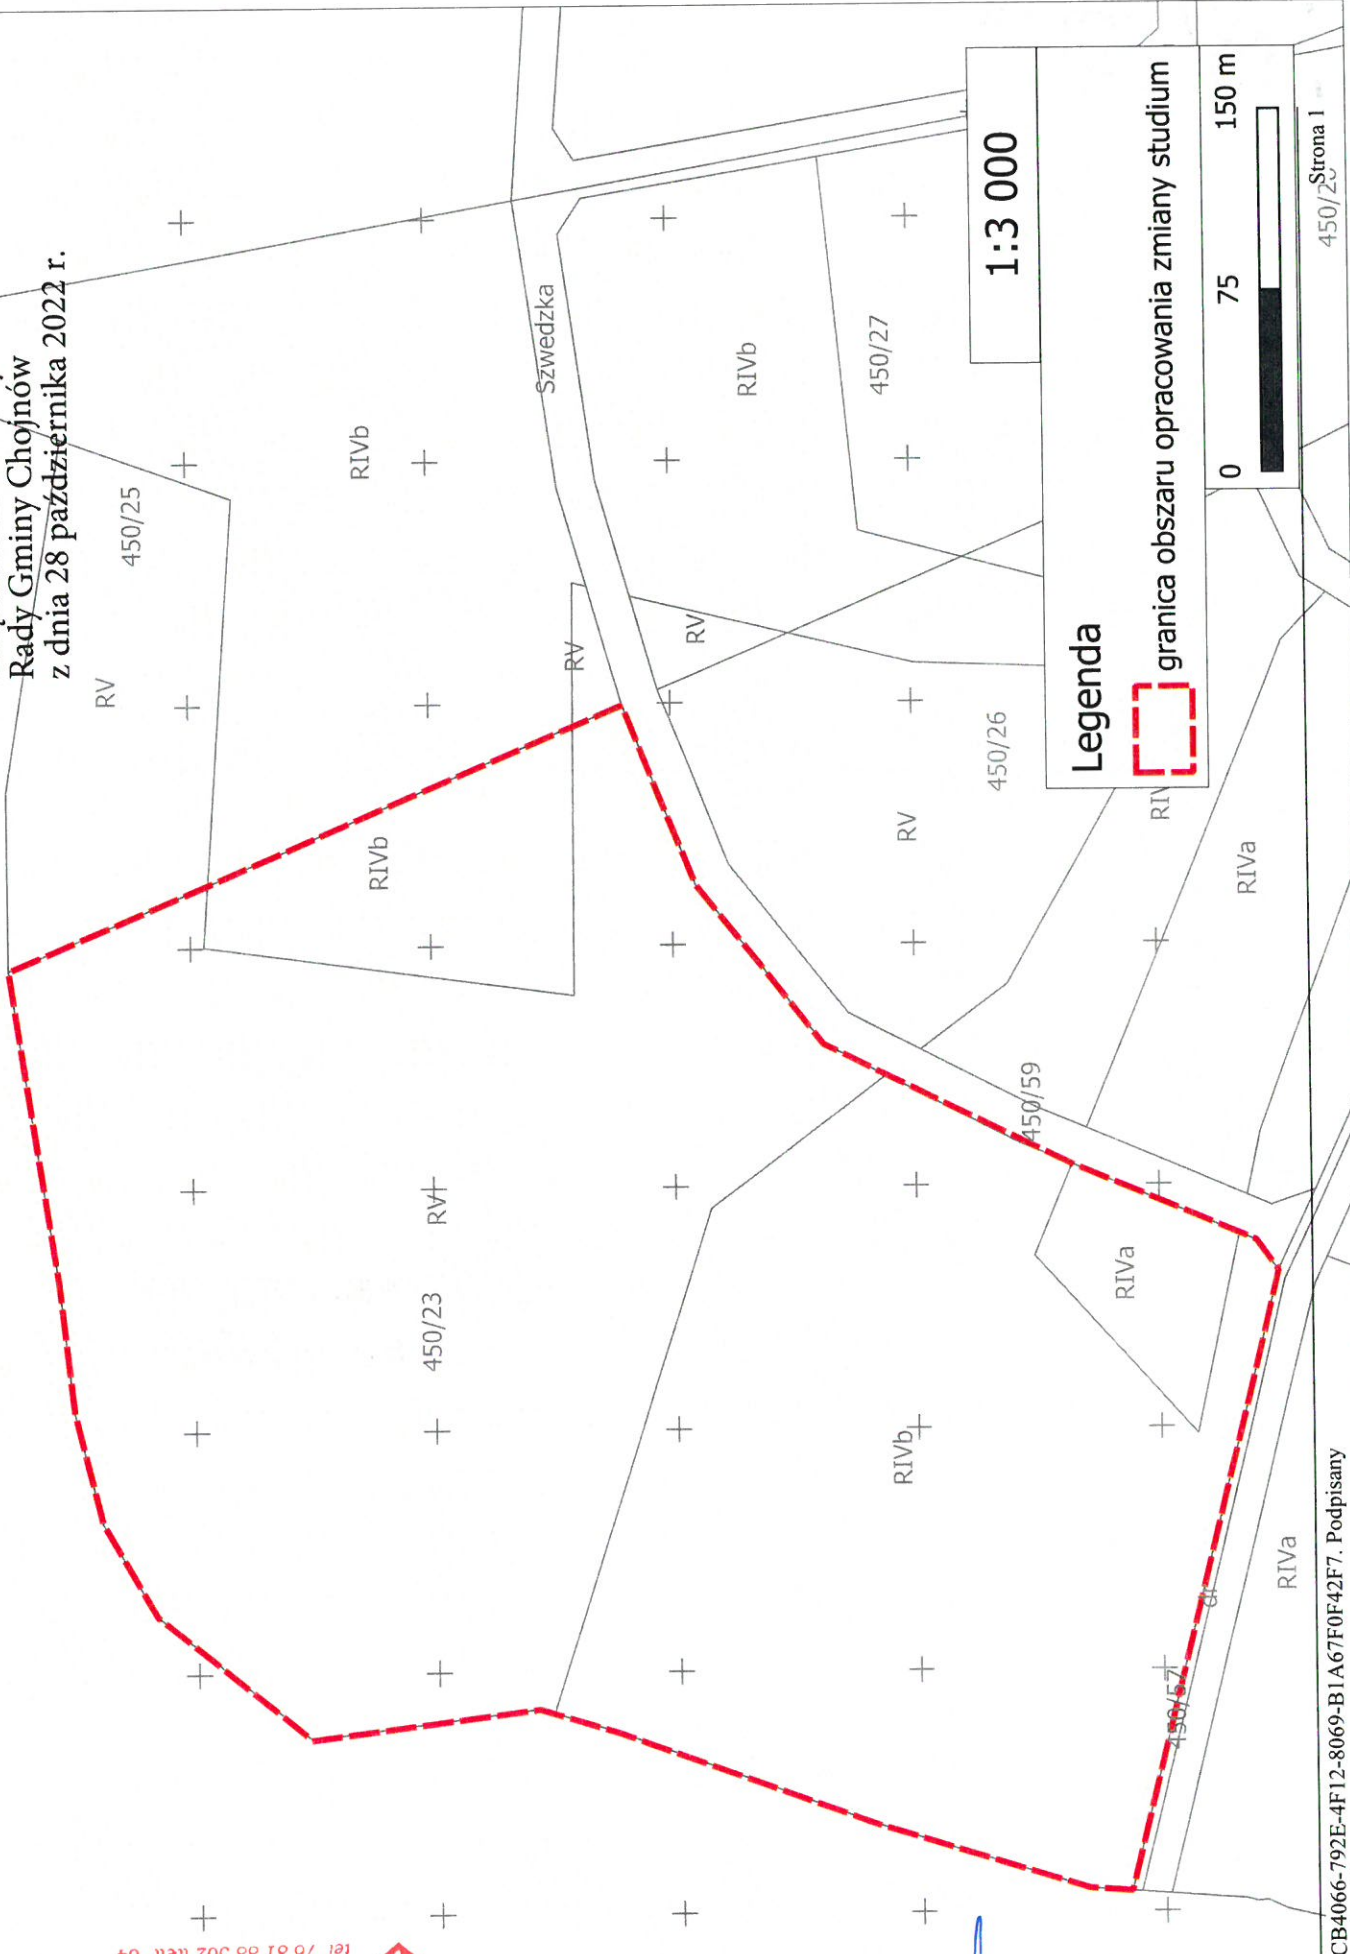 Rady Gminy Chojnów
z dnia 28 października 2022 r.
RV
450/25
RIVb
Szwedzka
RV
RV
RIVb
450/27
RIVb
450/26
RV
RV
450/23
450/59
RIVa
RIVa
RIVb
dr
450/57
RIVa
1:3 000
Legenda
granica obszaru opracowania zmiany studium
0 75 150 m
Strona 1
CB4066-792E-4F12-8069-B1A67F0F42F7. Podpisany